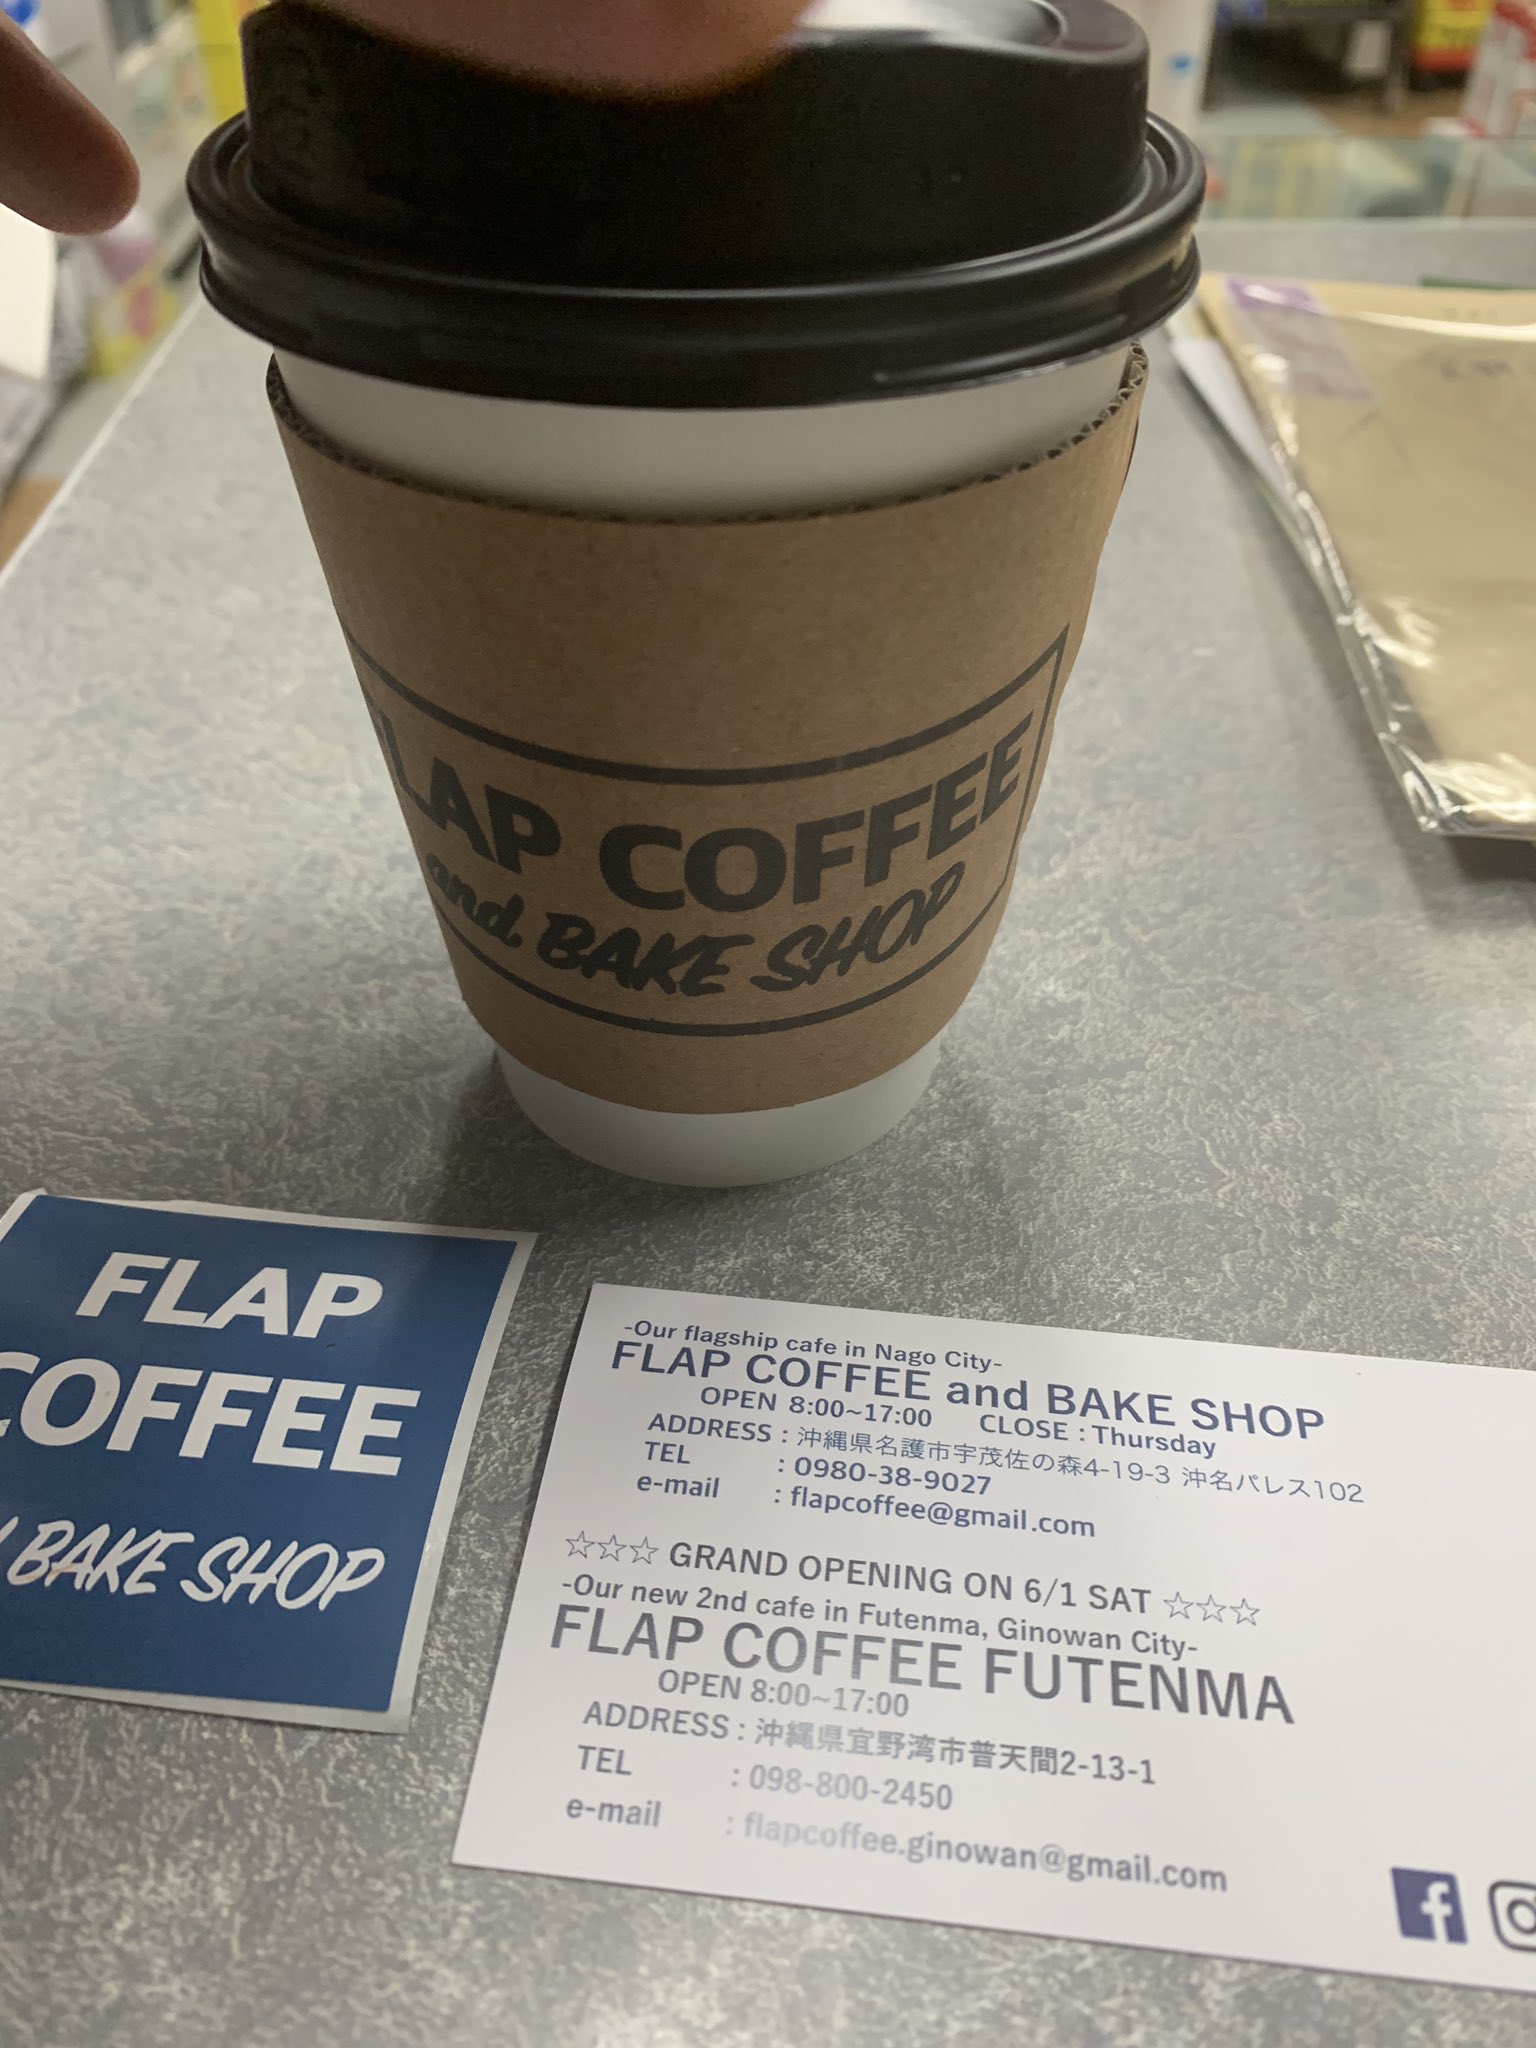 LAP COFFEE
and BAKE SHOP
FLAP
COFFEE
BAKE SHOP
-Our flagship cafe in Nago City-
FLAP COFFEE and BAKE SHOP
OPEN 8:00~17:00 CLOSE : Thursday
ADDRESS : 沖縄県名護市宇茂佐の森4-19-3 沖名パレス102
TEL : 0980-38-9027
e-mail : flapcoffee@gmail.com
☆☆☆ GRAND OPENING ON 6/1 SAT ☆☆☆
-Our new 2nd cafe in Futenma, Ginowan City-
FLAP COFFEE FUTENMA
OPEN 8:00~17:00
ADDRESS : 沖縄県宜野湾市普天間2-13-1
TEL : 098-800-2450
e-mail : flapcoffee.ginowan@gmail.com
f